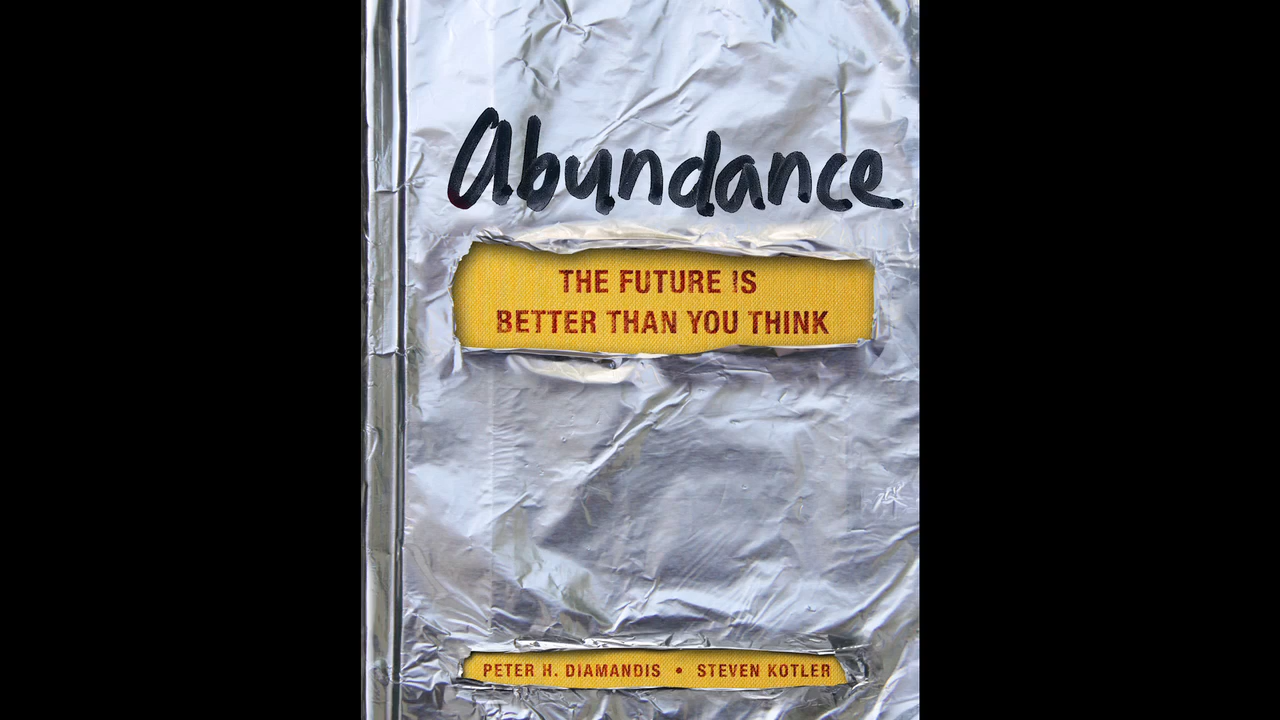 Abundance
THE FUTURE IS
BETTER THAN YOU THINK
PETER H. DIAMANDIS • STEVEN KOTLER